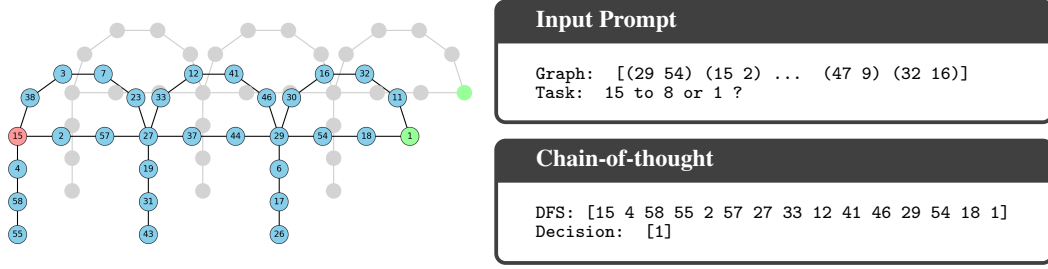 3 7 12 41 16 32
38 23 33 46 30 11
15 2 57 27 37 44 29 54 18 1
4 19 6
58 31 17
55 43 26
Input Prompt
Graph: [(29 54) (15 2) ... (47 9) (32 16)]
Task: 15 to 8 or 1 ?
Chain-of-thought
DFS: [15 4 58 55 2 57 27 33 12 41 46 29 54 18 1]
Decision: [1]